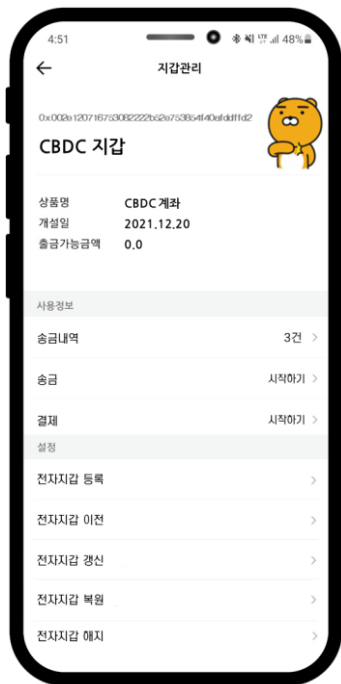 4:51
LTE
48%
지갑관리
0x002e120716753082222b52e753854f40afddffd2
CBDC 지갑
상품명 CBDC 계좌
개설일 2021.12.20
출금가능금액 0.0
사용정보
송금내역 3건
송금 시작하기
결제 시작하기
설정
전자지갑 등록
전자지갑 이전
전자지갑 갱신
전자지갑 복원
전자지갑 해지